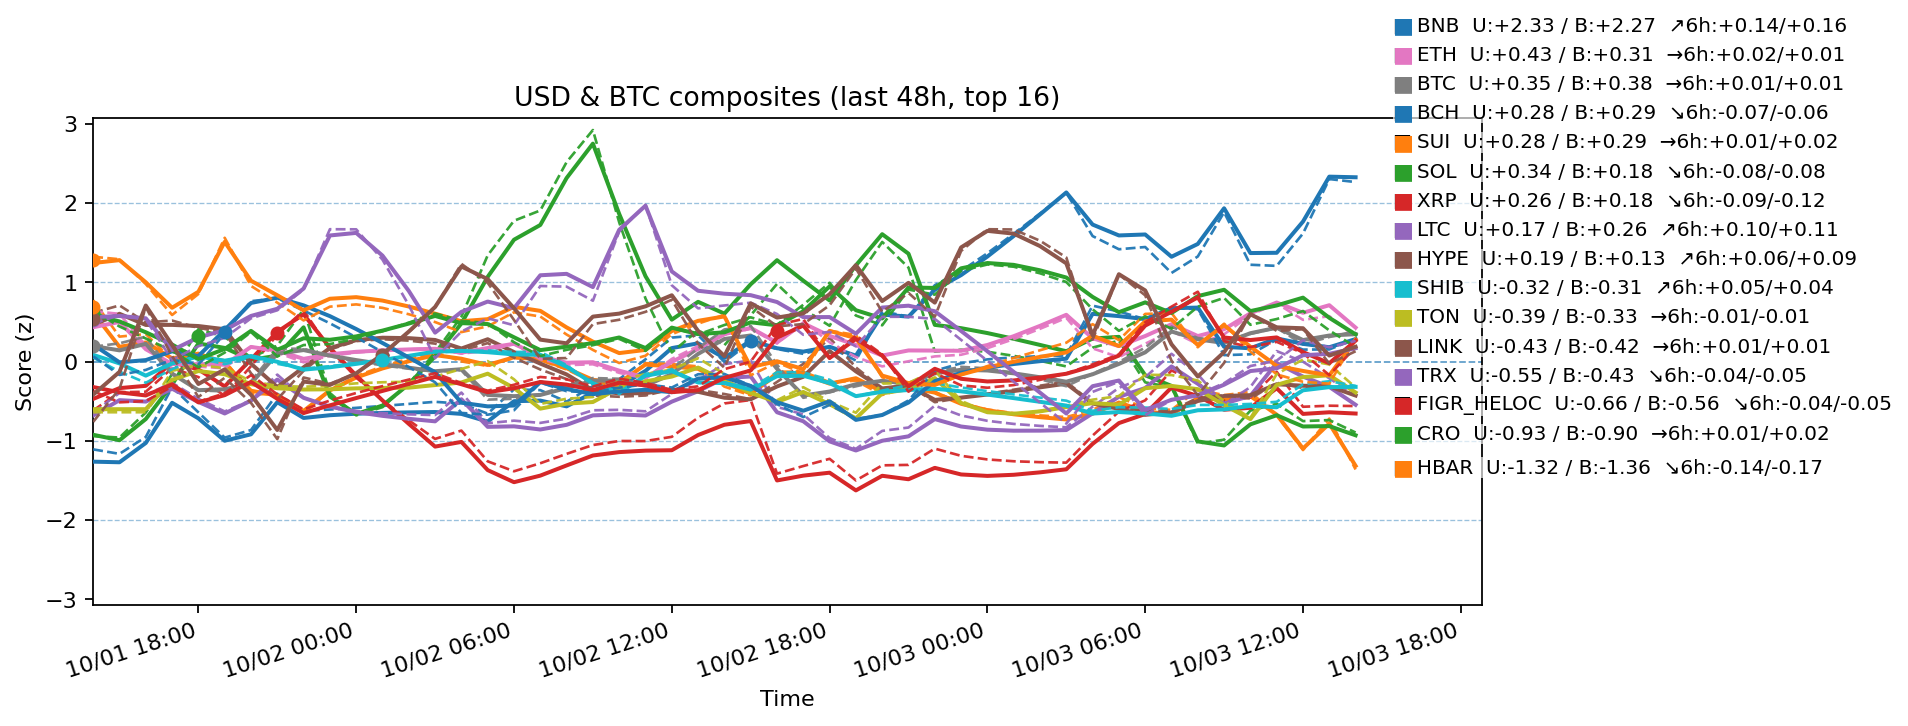 USD & BTC composites (last 48h, top 16)
BNB U:+2.33 / B:+2.27 ↗6h:+0.14/+0.16
ETH U:+0.43 / B:+0.31 →6h:+0.02/+0.01
BTC U:+0.35 / B:+0.38 →6h:+0.01/+0.01
BCH U:+0.28 / B:+0.29 ↘6h:-0.07/-0.06
SUI U:+0.28 / B:+0.29 →6h:+0.01/+0.02
SOL U:+0.34 / B:+0.18 ↘6h:-0.08/-0.08
XRP U:+0.26 / B:+0.18 ↘6h:-0.09/-0.12
LTC U:+0.17 / B:+0.26 ↗6h:+0.10/+0.11
HYPE U:+0.19 / B:+0.13 ↗6h:+0.06/+0.09
SHIB U:-0.32 / B:-0.31 ↗6h:+0.05/+0.04
TON U:-0.39 / B:-0.33 →6h:-0.01/-0.01
LINK U:-0.43 / B:-0.42 →6h:+0.01/+0.01
TRX U:-0.55 / B:-0.43 ↘6h:-0.04/-0.05
FIGR_HELOC U:-0.66 / B:-0.56 ↘6h:-0.04/-0.05
CRO U:-0.93 / B:-0.90 →6h:+0.01/+0.02
HBAR U:-1.32 / B:-1.36 ↘6h:-0.14/-0.17
Score (z)
3
2
1
0
−1
−2
−3
10/01 18:00
10/02 00:00
10/02 06:00
10/02 12:00
10/02 18:00
10/03 00:00
10/03 06:00
10/03 12:00
10/03 18:00
Time